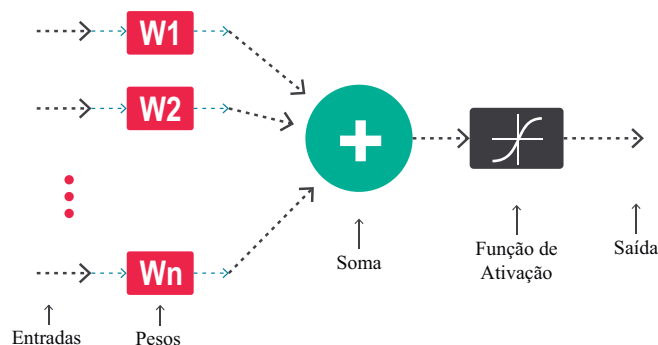 W1
W2
Wn
+
Soma
Função de
Ativação
Saída
Entradas
Pesos